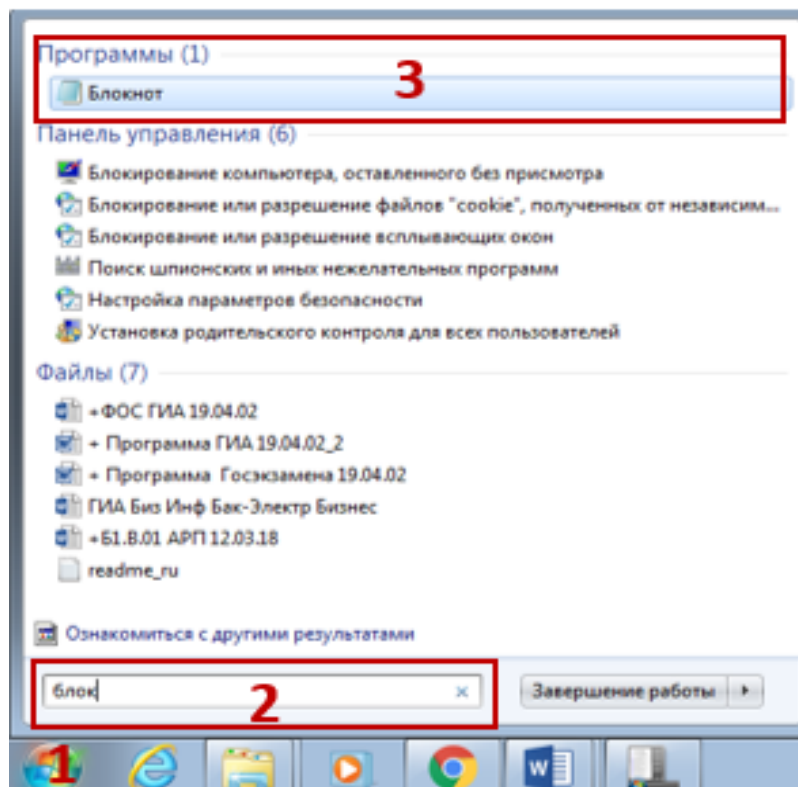 Программы (1)
3
Блокнот
Панель управления (6)
Блокирование компьютера, оставленного без присмотра
Блокирование или разрешение файлов "cookie", полученных от независим...
Блокирование или разрешение всплывающих окон
Поиск шпионских и иных нежелательных программ
Настройка параметров безопасности
Установка родительского контроля для всех пользователей
Файлы (7)
+ФОС ГИА 19.04.02
+ Программа ГИА 19.04.02_2
+ Программа Госэкзамена 19.04.02
ГИА Биз Инф Бак-Электр Бизнес
+Б1.В.01 АРП 12.03.18
readme_ru
Ознакомиться с другими результатами
блок
2
Завершение работы
1
W